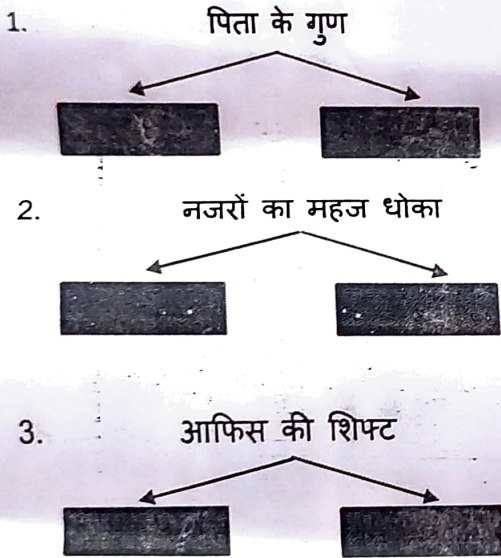 1. पिता के गुण
2. नजरों का महज धोका
3. आफिस की शिफ्ट